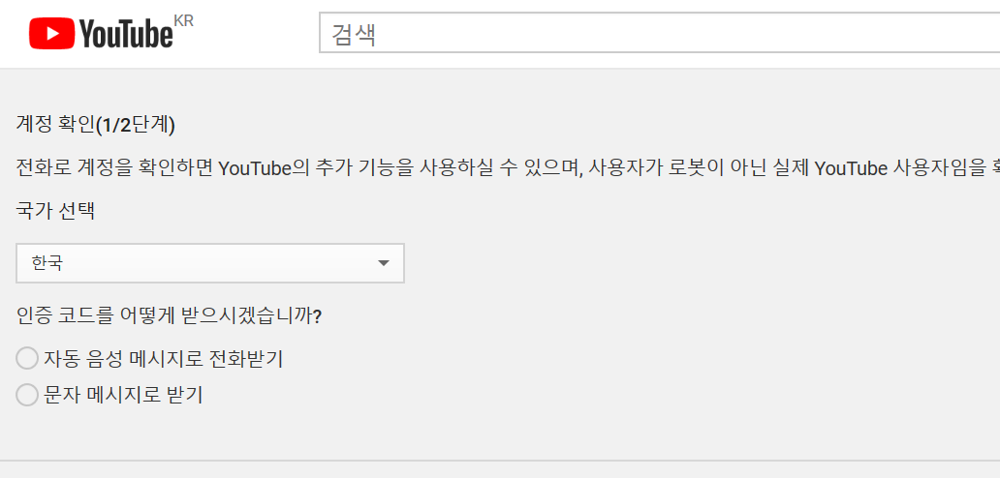 YouTube KR
검색
계정 확인(1/2단계)
전화로 계정을 확인하면 YouTube의 추가 기능을 사용하실 수 있으며, 사용자가 로봇이 아닌 실제 YouTube 사용자임을
국가 선택
한국
인증 코드를 어떻게 받으시겠습니까?
자동 음성 메시지로 전화받기
문자 메시지로 받기